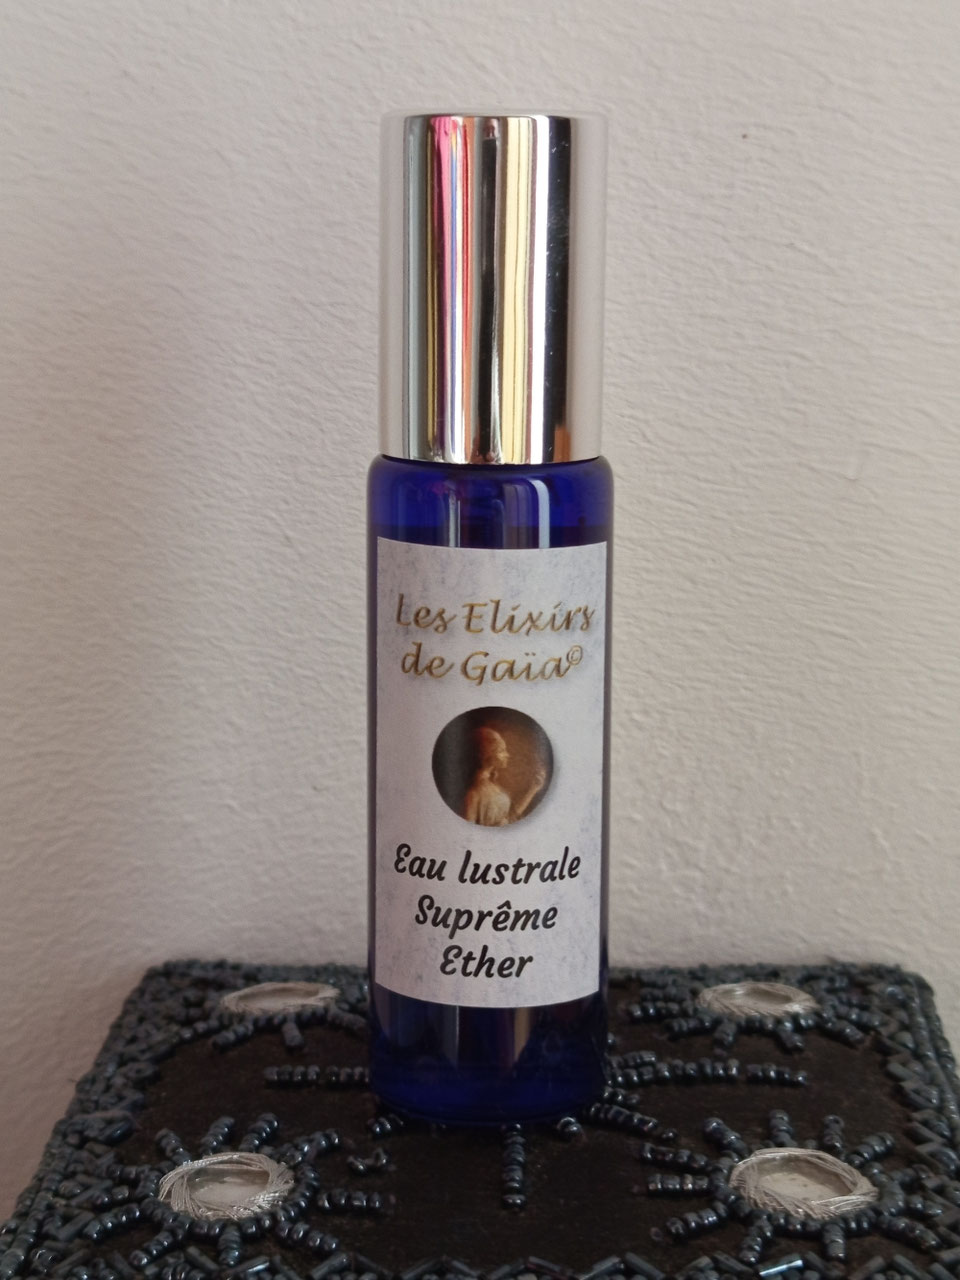 Les Elixirs
de Gaïa©
Eau lustrale
Suprême
Ether